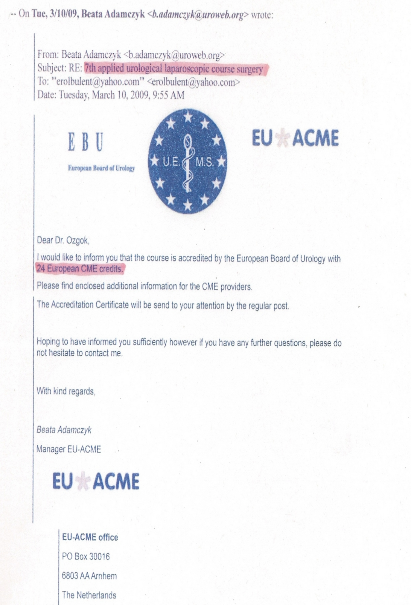 -- On Tue, 3/10/09, Beata Adamczyk <b.adamczyk@uroweb.org> wrote:
From: Beata Adamczyk <b.adamczyk@uroweb.org>
Subject: RE: 7th applied urological laparoscopic course surgery
To: "'erolbulent@yahoo.com'" <erolbulent@yahoo.com>
Date: Tuesday, March 10, 2009, 9:55 AM
EBU
European Board of Urology
U.E.M.S.
EU ACME
Dear Dr. Ozgok,
I would like to inform you that the course is accredited by the European Board of Urology with
24 European CME credits.
Please find enclosed additional information for the CME providers.
The Accreditation Certificate will be send to your attention by the regular post.
Hoping to have informed you sufficiently however if you have any further questions, please do
not hesitate to contact me.
With kind regards,
Beata Adamczyk
Manager EU-ACME
EU ACME
EU-ACME office
PO Box 30016
6803 AA Arnhem
The Netherlands